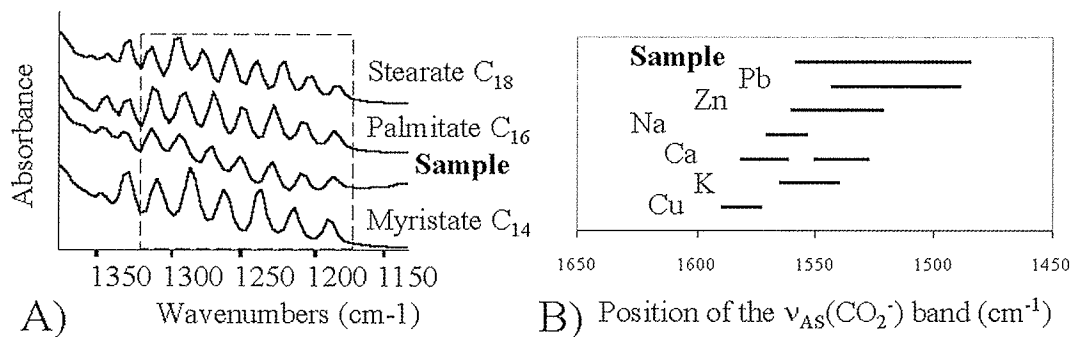 Absorbance
Stearate C18
Palmitate C16
Sample
Myristate C14
1350 1300 1250 1200 1150
Wavenumbers (cm-1)
A)
Sample
Pb
Zn
Na
Ca
K
Cu
1650 1600 1550 1500 1450
B) Position of the νAS(CO2-) band (cm-1)